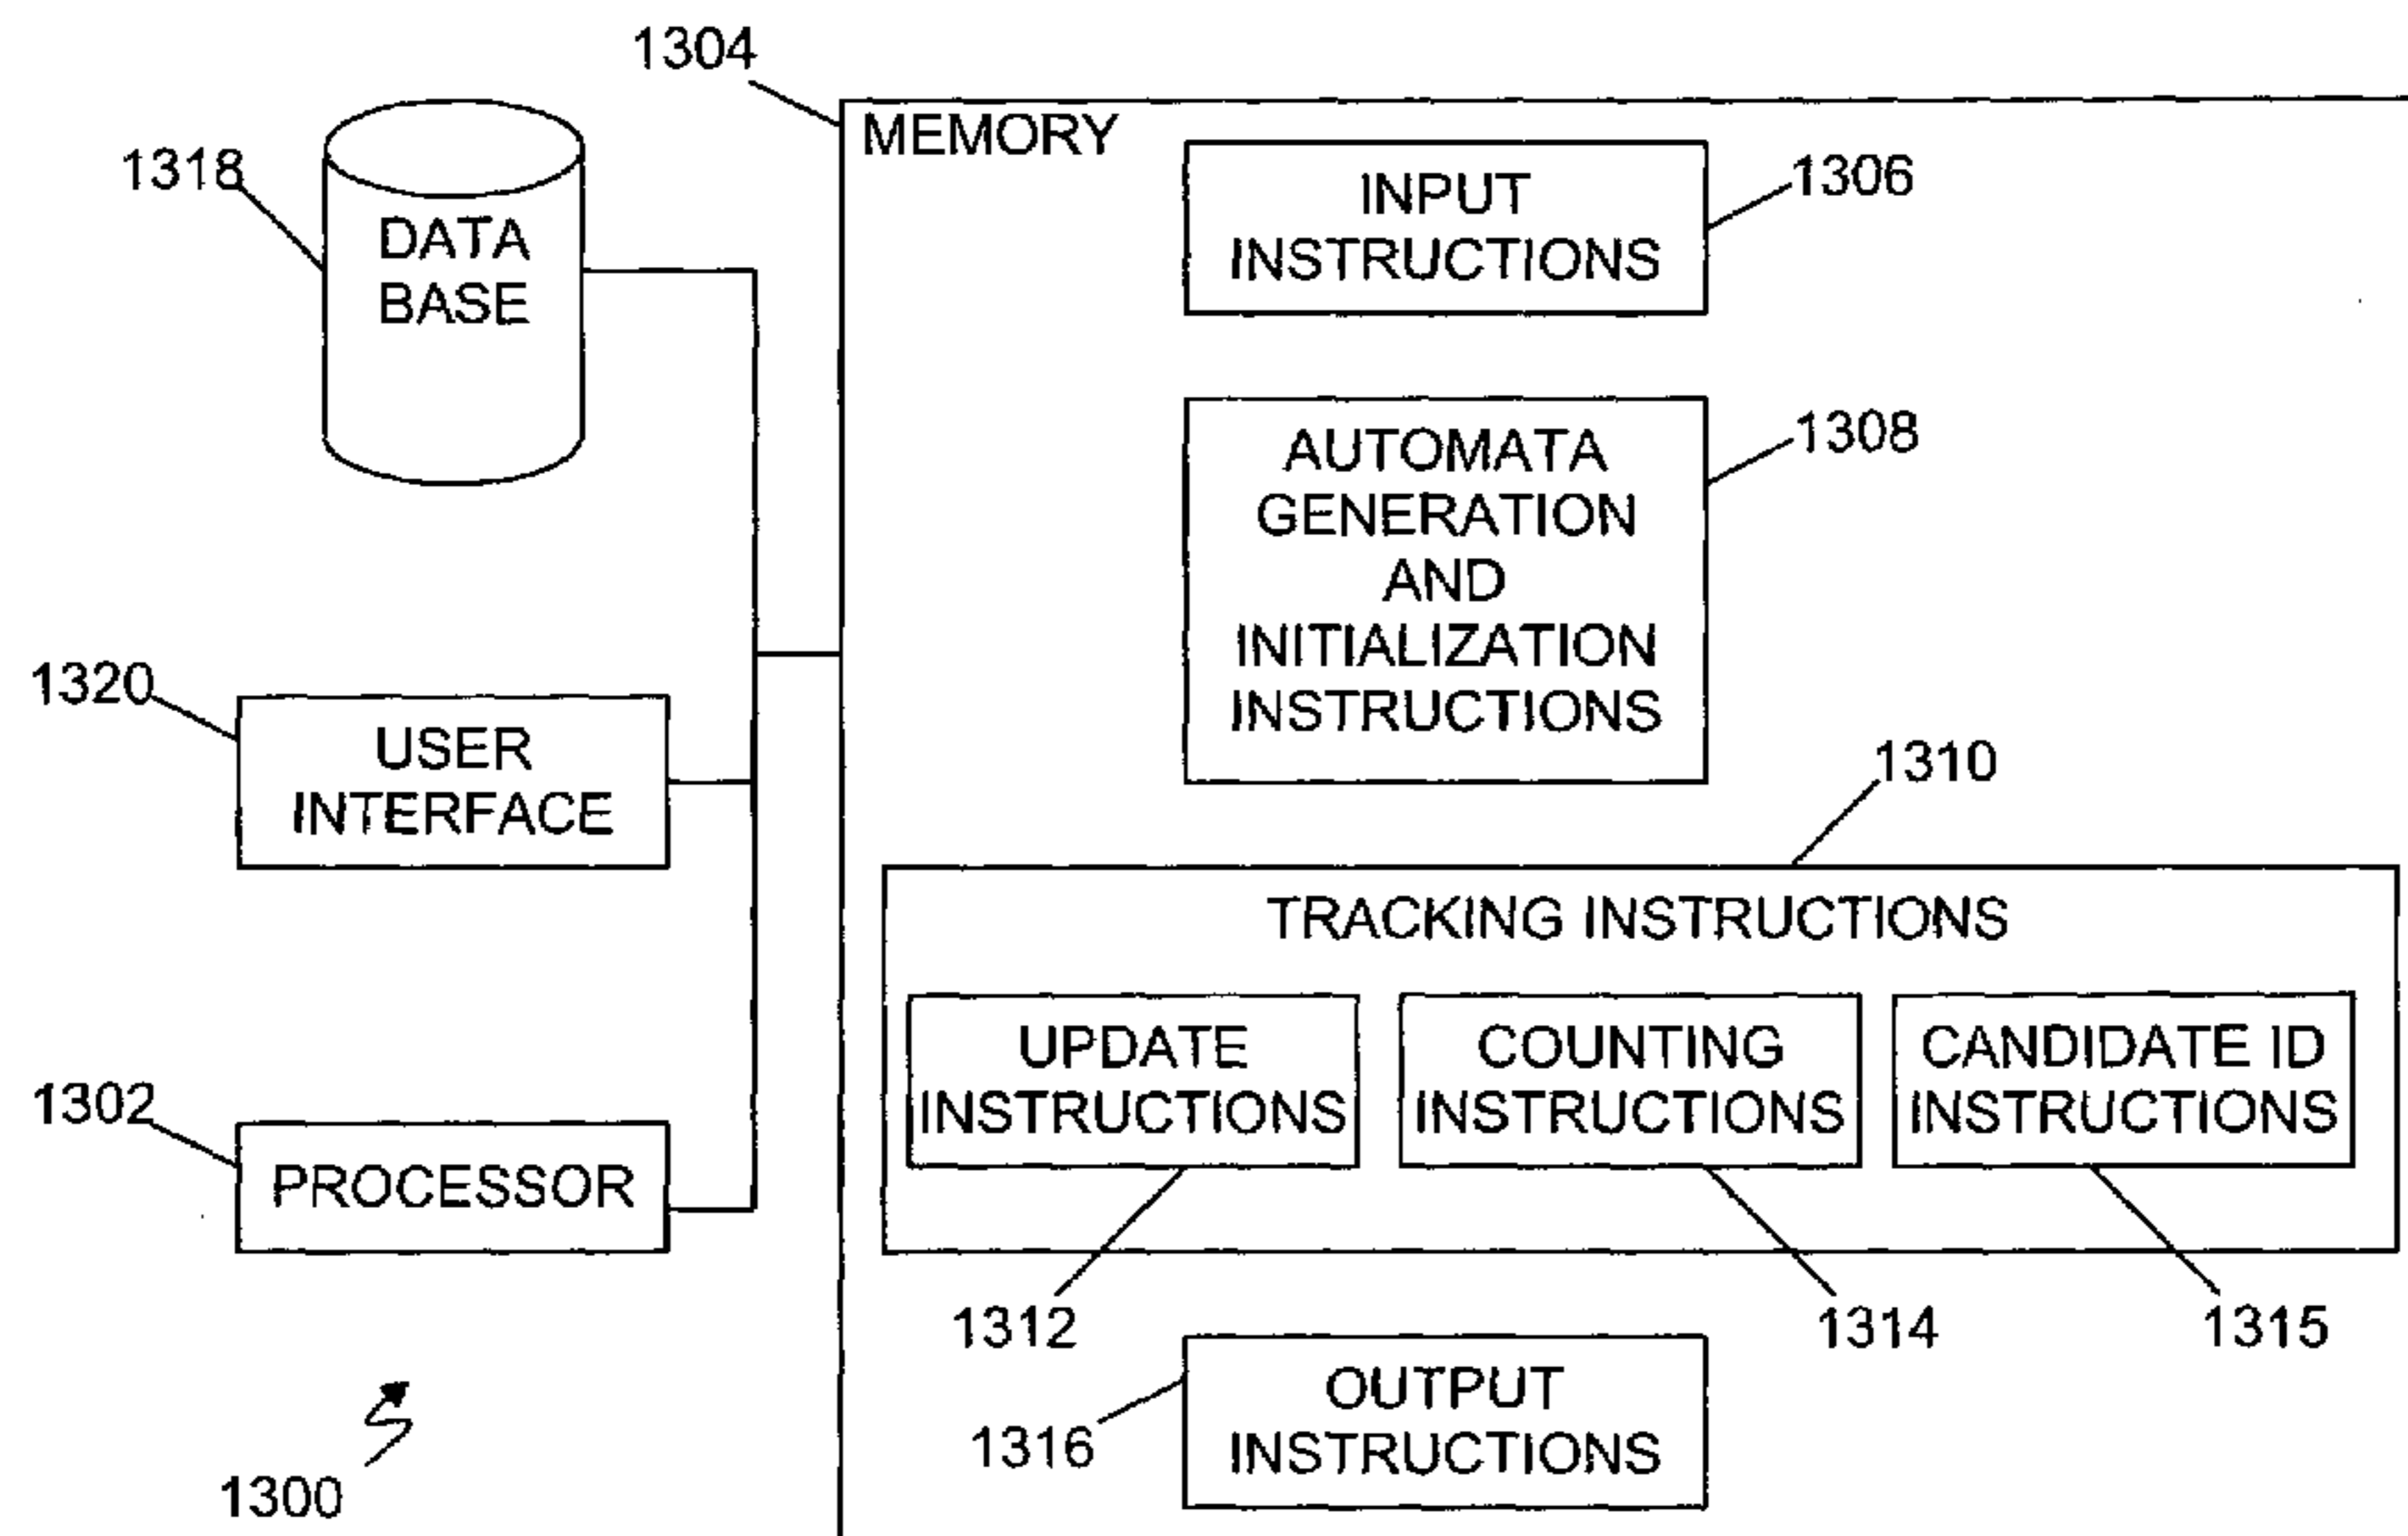 1304
MEMORY
1318
DATA
BASE
INPUT
INSTRUCTIONS
1306
AUTOMATA
GENERATION
AND
INITIALIZATION
INSTRUCTIONS
1308
1320
USER
INTERFACE
1310
TRACKING INSTRUCTIONS
UPDATE
INSTRUCTIONS
COUNTING
INSTRUCTIONS
CANDIDATE ID
INSTRUCTIONS
1302
PROCESSOR
1312
1314
1315
OUTPUT
INSTRUCTIONS
1316
1300